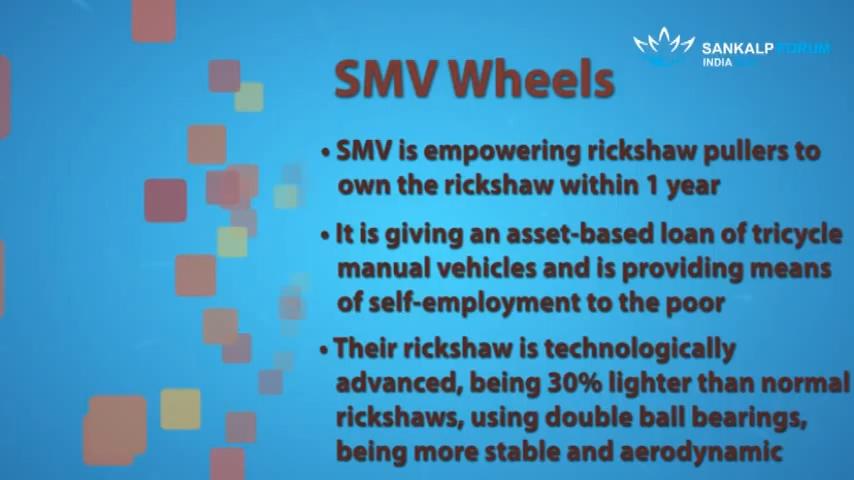 SANKALP FORUM
INDIA
SMV Wheels
• SMV is empowering rickshaw pullers to
own the rickshaw within 1 year
• It is giving an asset-based loan of tricycle
manual vehicles and is providing means
of self-employment to the poor
• Their rickshaw is technologically
advanced, being 30% lighter than normal
rickshaws, using double ball bearings,
being more stable and aerodynamic